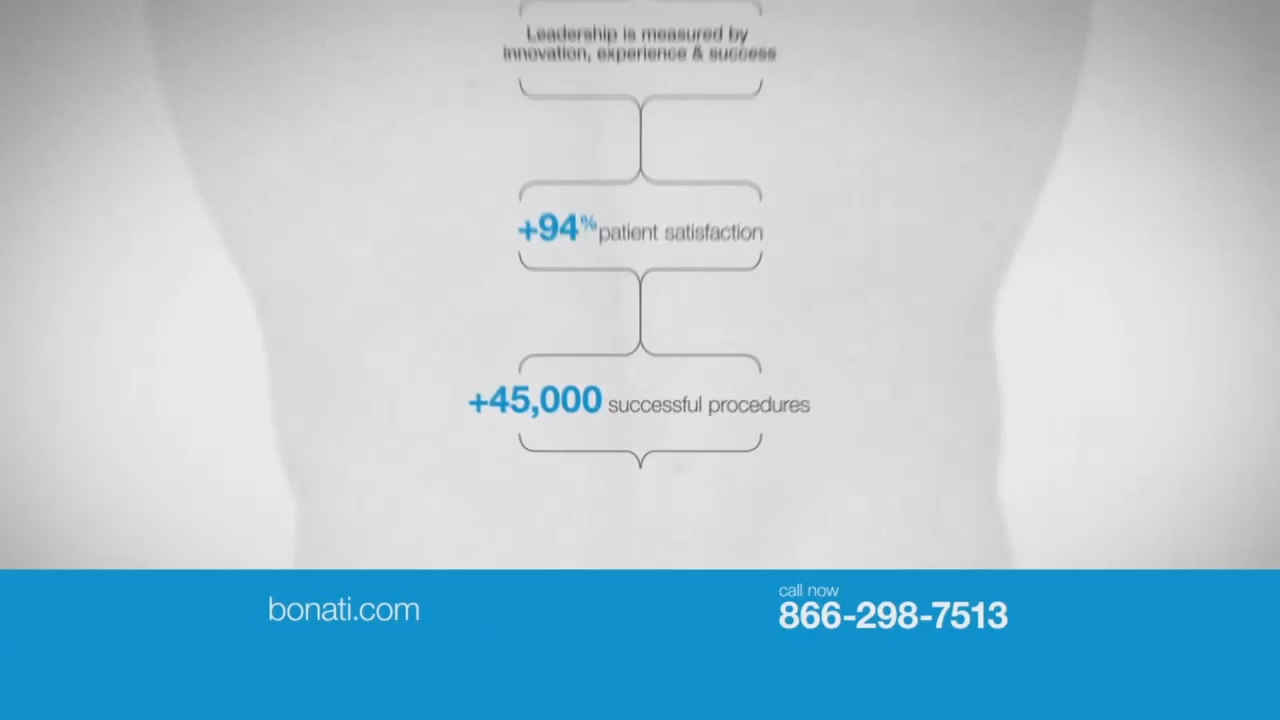 Leadership is measured by
innovation, experience & success
+94% patient satisfaction
+45,000 successful procedures
bonati.com
call now
866-298-7513